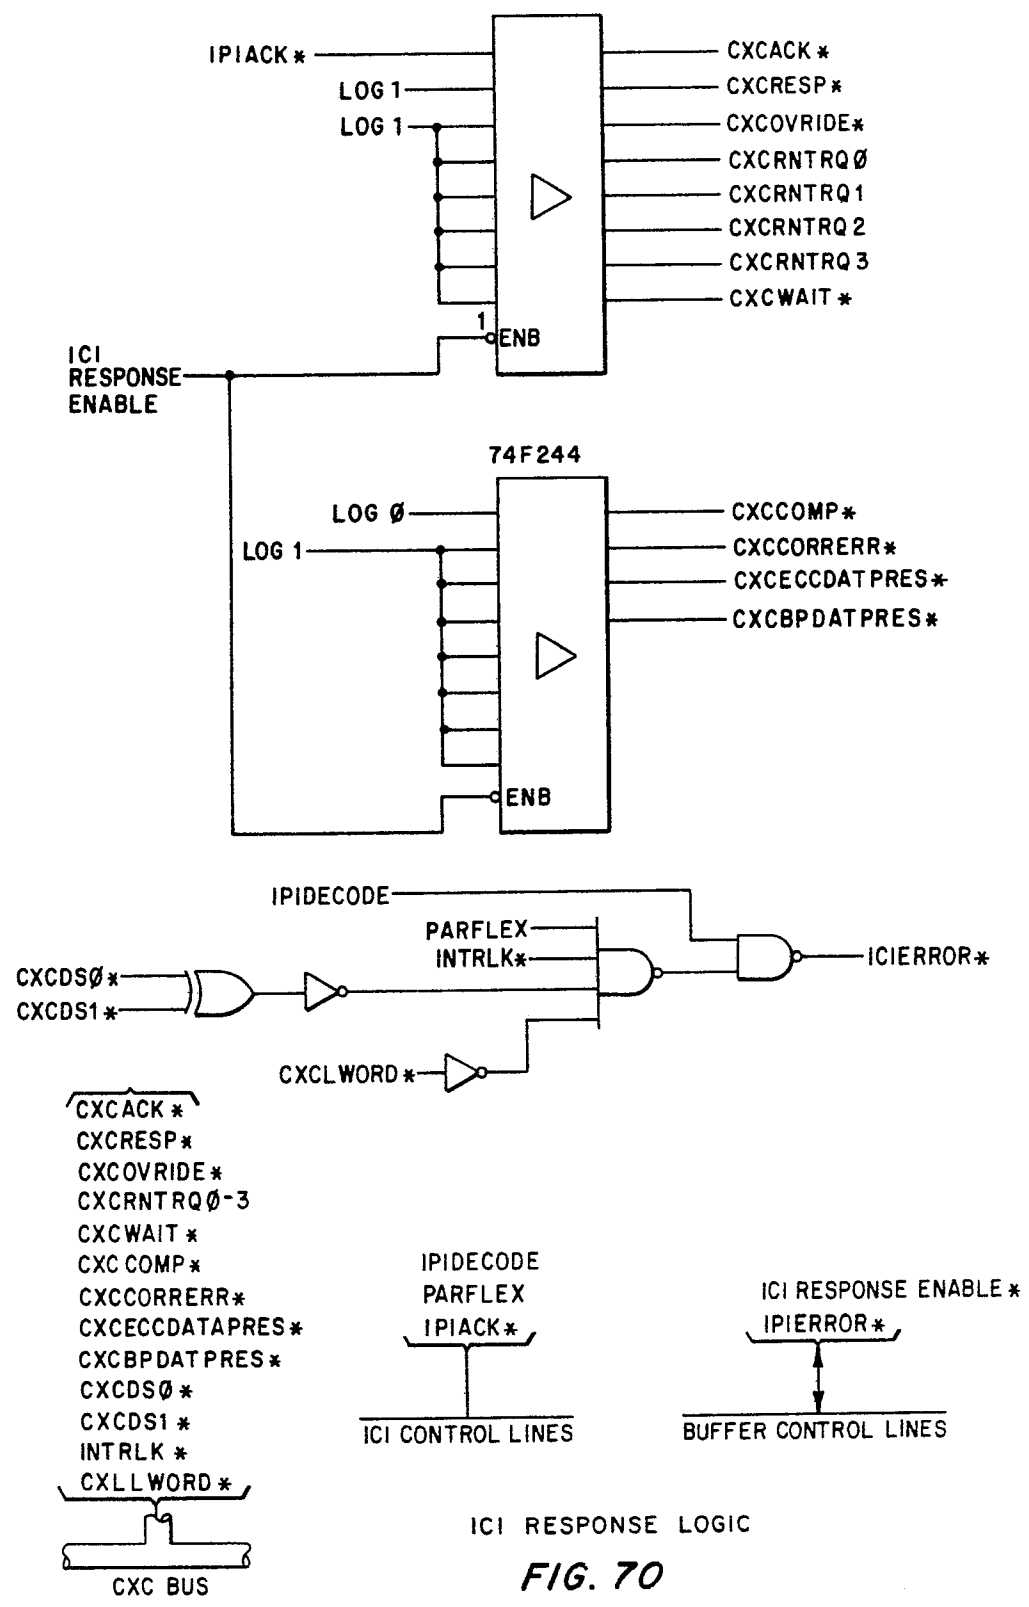 IPIACK* CXCACK*
LOG 1 CXCRESP*
LOG 1 CXCOVRIDE*
CXCRNTRQØ
CXCRNTRQ1
CXCRNTRQ2
CXCRNTRQ3
CXCWAIT*
1
ENB
ICI
RESPONSE
ENABLE
74F244
LOG Ø CXCCOMP*
LOG 1 CXCCORRERR*
CXCECCDATPRES*
CXCBPDATPRES*
ENB
IPIDECODE
PARFLEX
INTRLK*
ICIERROR*
CXCDSØ*
CXCDS1*
CXCLWORD*
CXCACK*
CXCRESP*
CXCOVRIDE*
CXCRNTRQØ-3
CXCWAIT*
CXCCOMP*
CXCCORRERR*
CXCECCDATAPRES*
CXCBPDATPRES*
CXCDSØ*
CXCDS1*
INTRLK*
CXLLWORD*
CXC BUS
IPIDECODE
PARFLEX
IPIACK*
ICI CONTROL LINES
ICI RESPONSE ENABLE*
IPIERROR*
BUFFER CONTROL LINES
ICI RESPONSE LOGIC
FIG. 70